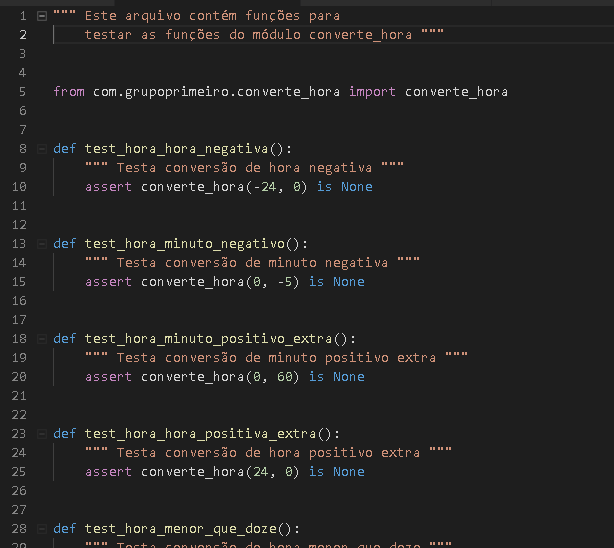 1 """ Este arquivo contém funções para
2 testar as funções do módulo converte_hora """
3
4
5 from com.grupoprimeiro.converte_hora import converte_hora
6
7
8 def test_hora_hora_negativa():
9 """ Testa conversão de hora negativa """
10 assert converte_hora(-24, 0) is None
11
12
13 def test_hora_minuto_negativo():
14 """ Testa conversão de minuto negativa """
15 assert converte_hora(0, -5) is None
16
17
18 def test_hora_minuto_positivo_extra():
19 """ Testa conversão de minuto positivo extra """
20 assert converte_hora(0, 60) is None
21
22
23 def test_hora_hora_positiva_extra():
24 """ Testa conversão de hora positivo extra """
25 assert converte_hora(24, 0) is None
26
27
28 def test_hora_menor_que_doze():
29 """ Testa conversão de hora menor que doze """